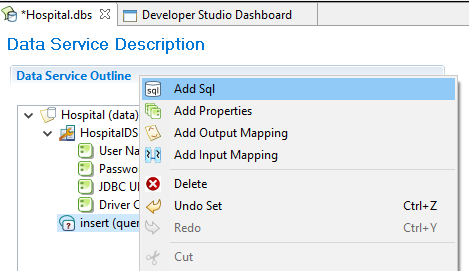 *Hospital.dbs
Developer Studio Dashboard
Data Service Description
Data Service Outline
sql Add Sql
Hospital (data)
Add Properties
HospitalDS
Add Output Mapping
User Na
Add Input Mapping
Passwo
JDBC U
Delete
Driver C
Undo Set Ctrl+Z
insert (quer
Redo Ctrl+Y
Cut